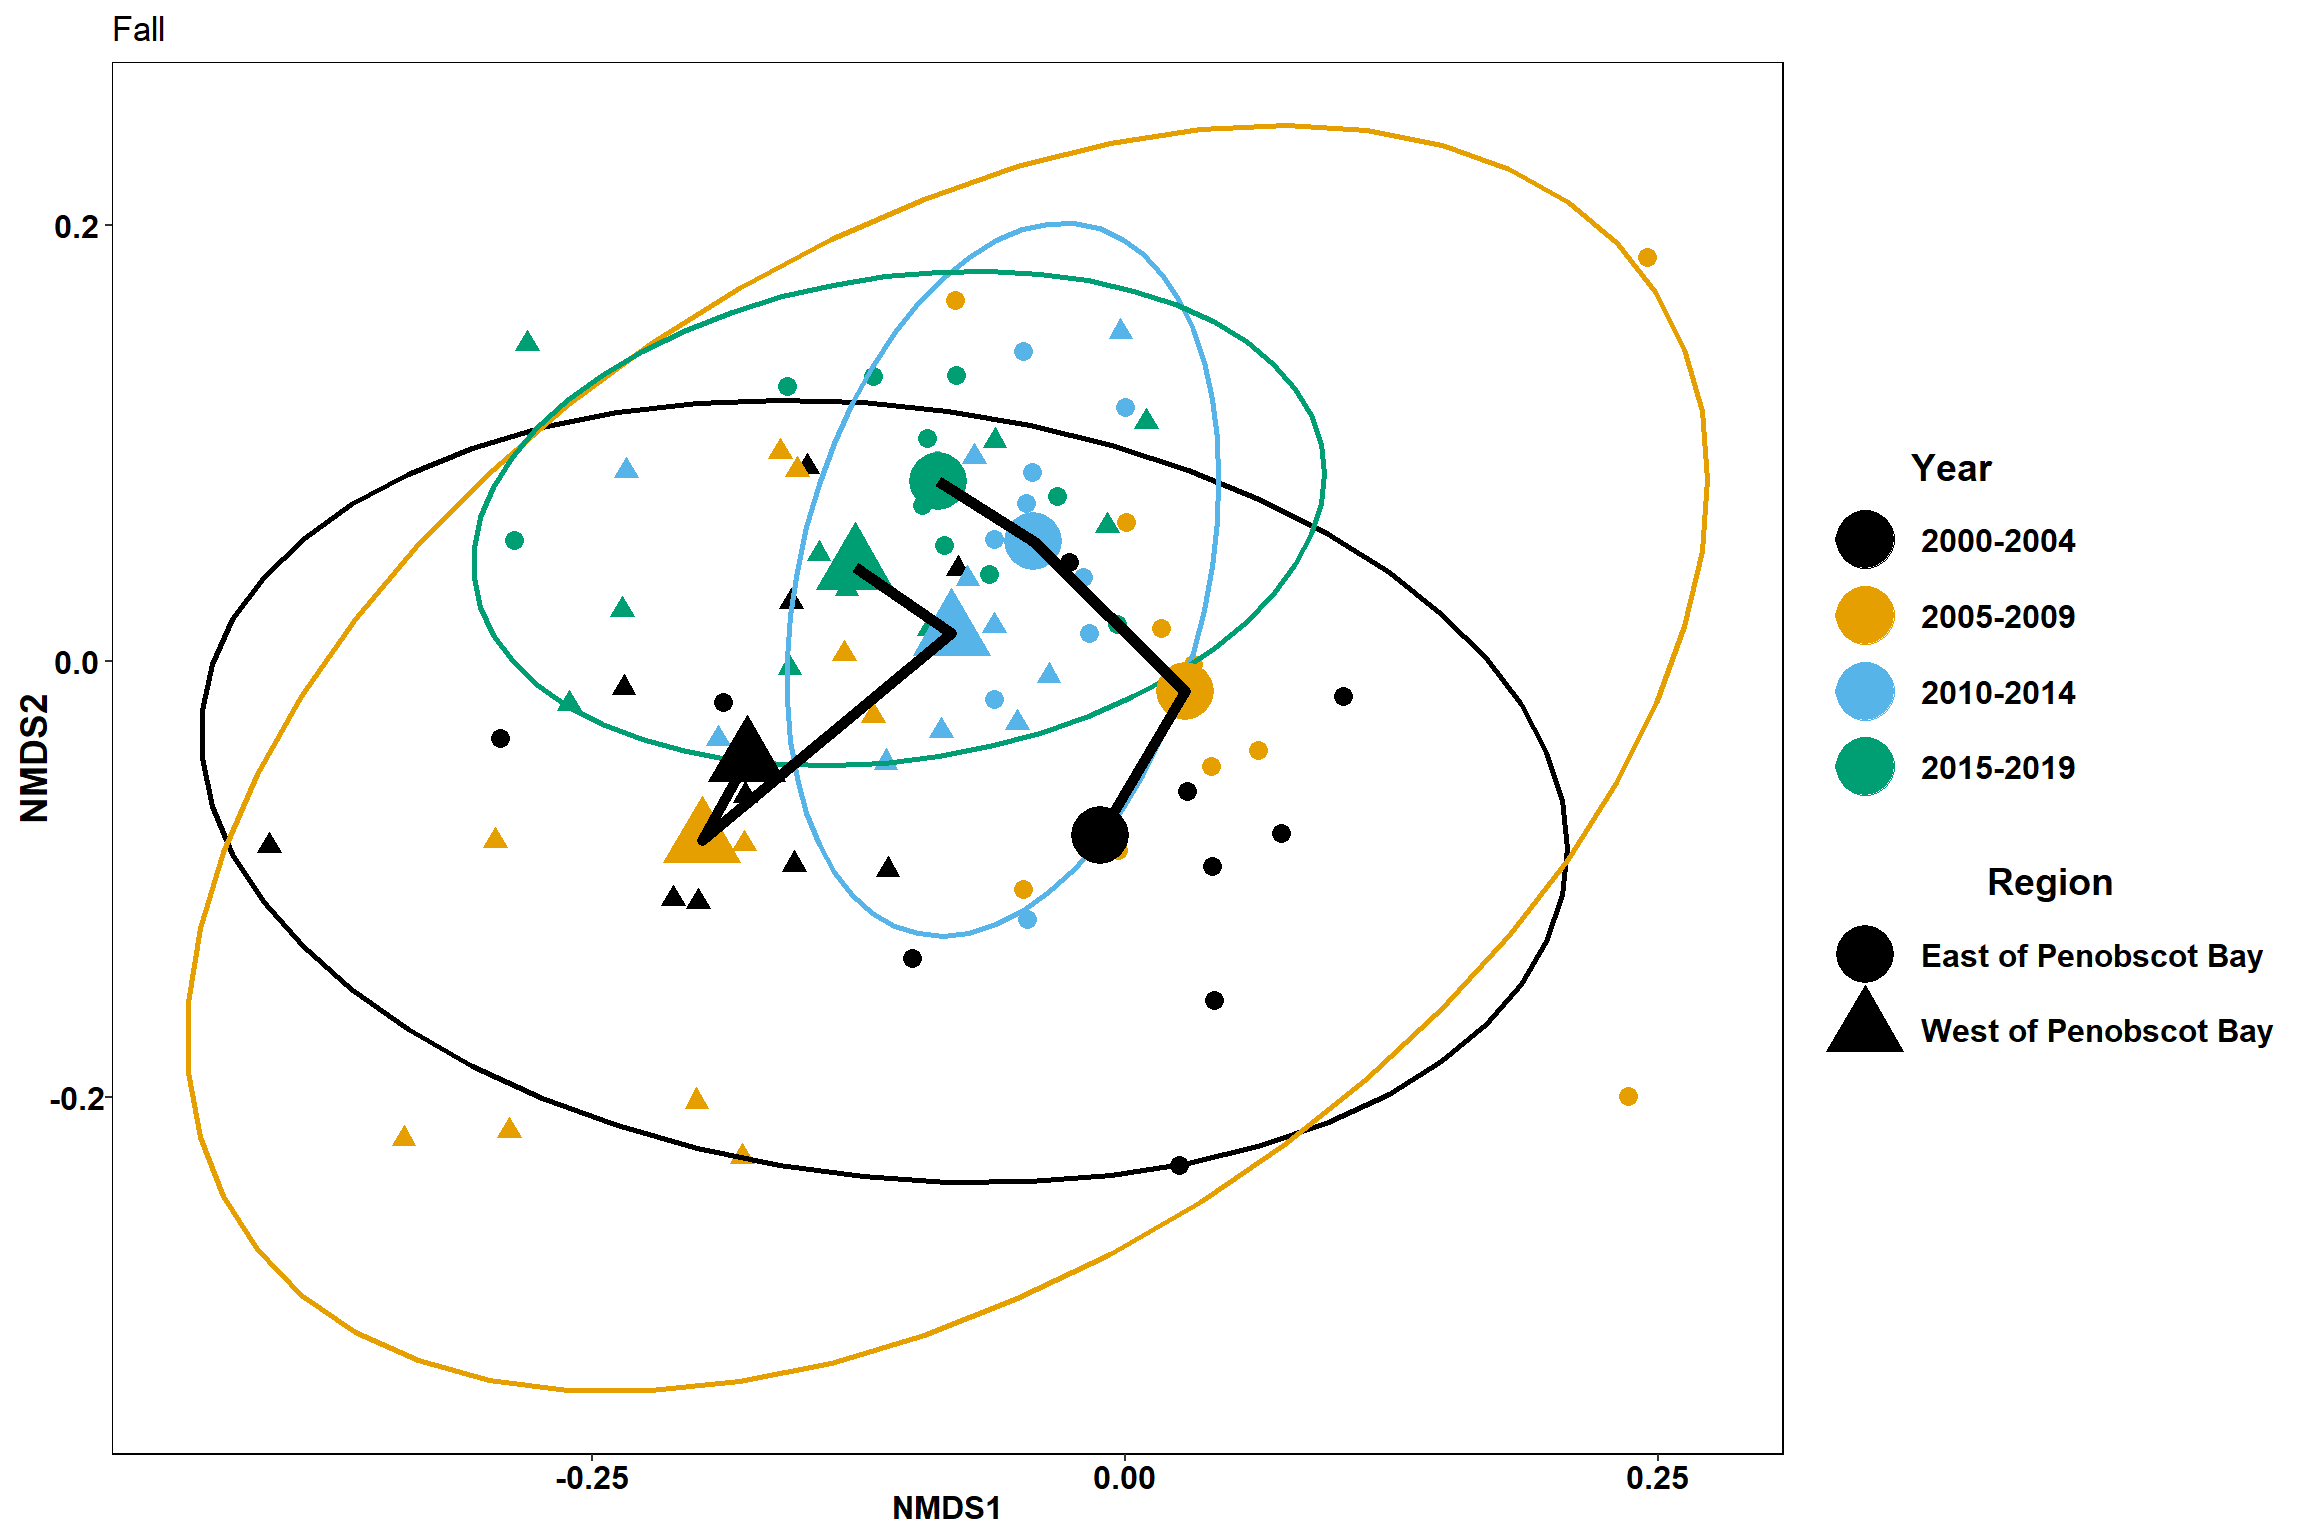 Fall
NMDS2
0.2
0.0
-0.2
-0.25
0.00
0.25
NMDS1
Year
2000-2004
2005-2009
2010-2014
2015-2019
Region
East of Penobscot Bay
West of Penobscot Bay